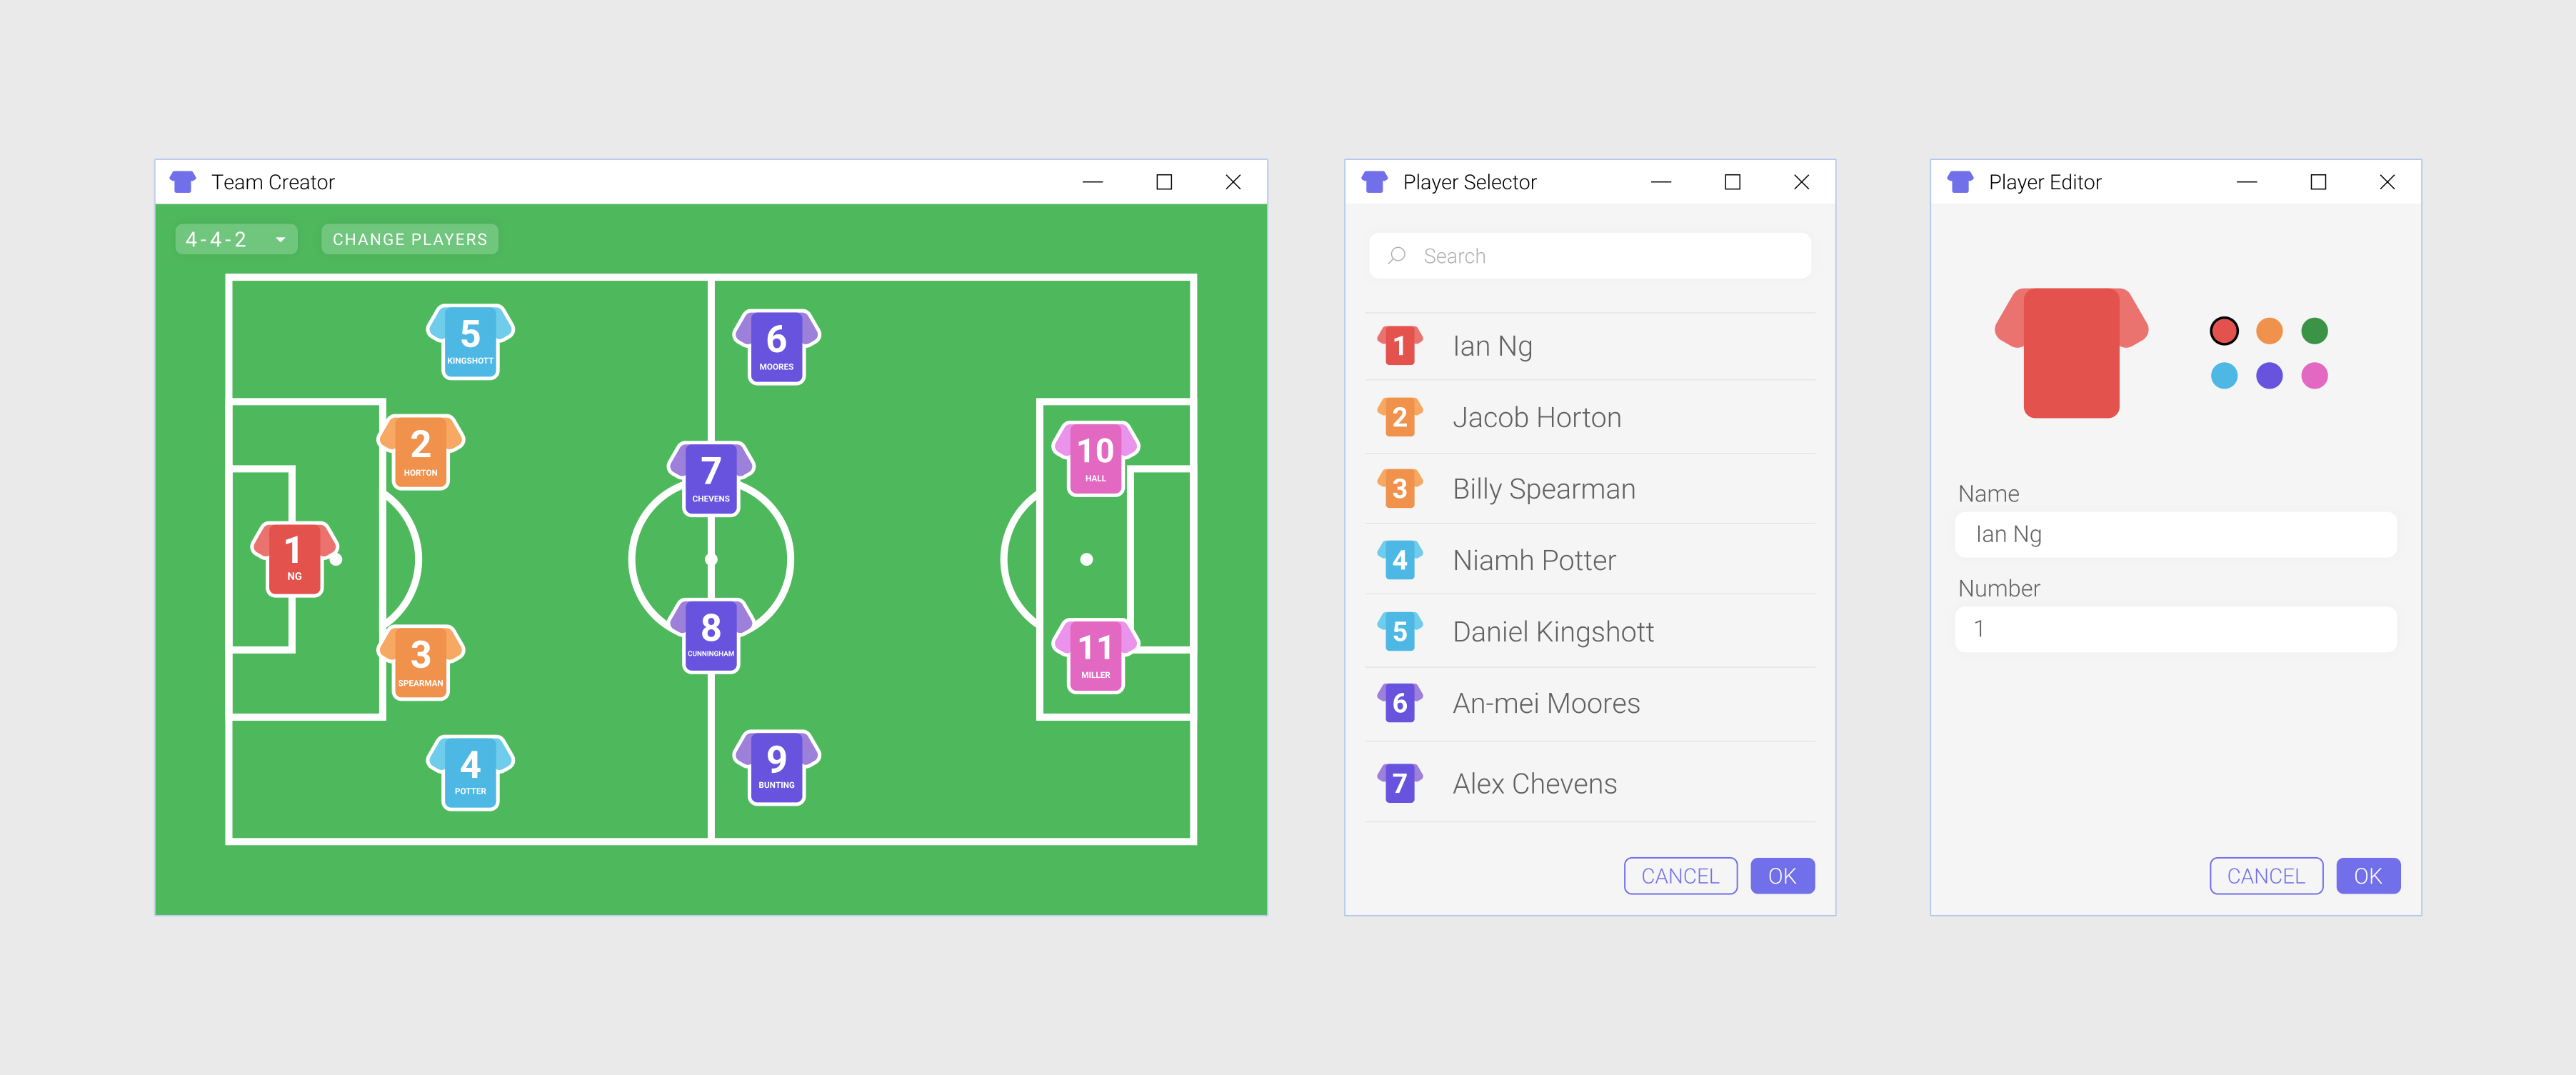 Team Creator
4-4-2
CHANGE PLAYERS
5
KINGSHOTT
6
MOORES
2
HORTON
7
CHEVENS
10
HALL
1
NG
8
CUNNINGHAM
3
SPEARMAN
11
MILLER
4
POTTER
9
BUNTING
Player Selector
Search
1 Ian Ng
2 Jacob Horton
3 Billy Spearman
4 Niamh Potter
5 Daniel Kingshott
6 An-mei Moores
7 Alex Chevens
CANCEL OK
Player Editor
Name
Ian Ng
Number
1
CANCEL OK